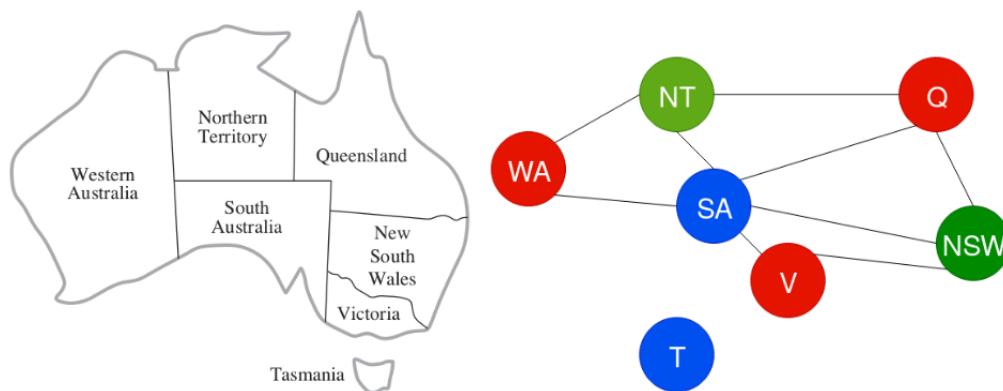 Northern
Territory
Western
Australia
Queensland
South
Australia
New
South
Wales
Victoria
Tasmania
NT
Q
WA
SA
NSW
V
T